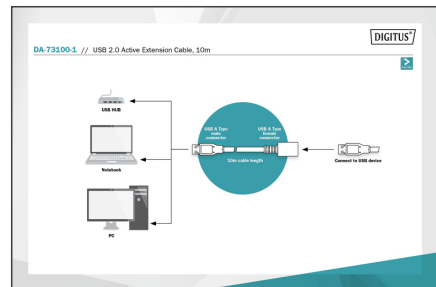 DIGITUS®
DA-73100-1 // USB 2.0 Active Extension Cable, 10m
USB HUB
USB A Type
male
connector
USB A Type
female
connector
10m cable length
Notebook
Connect to USB device
PC